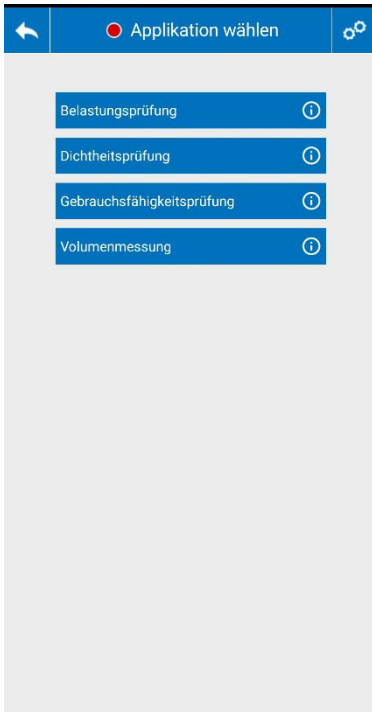 Applikation wählen
Belastungsprüfung
Dichtheitsprüfung
Gebrauchsfähigkeitsprüfung
Volumenmessung